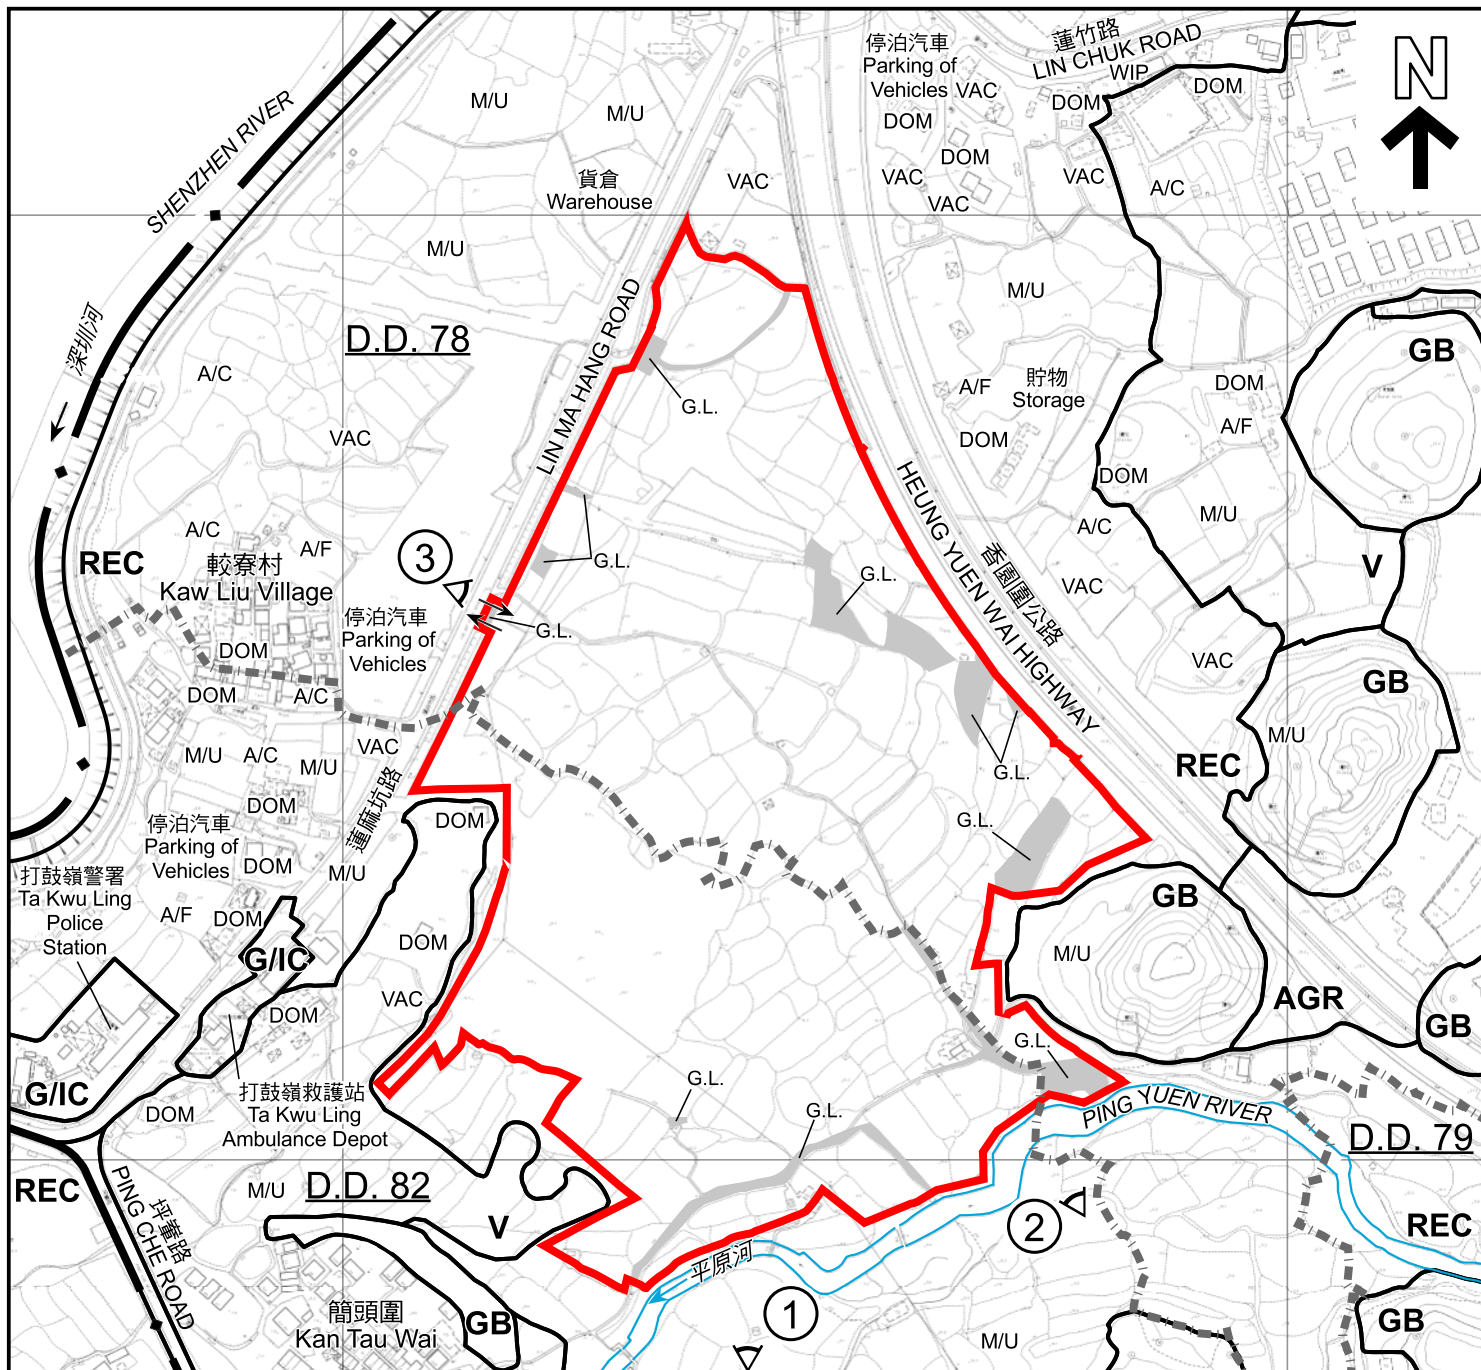 蓮竹路
LIN CHUK ROAD
WIP
N
停泊汽車
Parking of
Vehicles
VAC
DOM
DOM
DOM
DOM
VAC
VAC
VAC
A/C
M/U
M/U
SHENZHEN RIVER
深圳河
貨倉
Warehouse
VAC
M/U
M/U
D.D. 78
LIN MA HANG ROAD
G.L.
A/C
VAC
A/F
貯物
Storage
DOM
DOM
A/F
DOM
GB
M/U
A/C
V
HEUNG YUEN WAI HIGHWAY
香園圍公路
VAC
VAC
REC
A/C
A/F
較寮村
Kaw Liu Village
3
停泊汽車
Parking of
Vehicles
G.L.
G.L.
G.L.
G.L.
DOM
DOM
A/C
VAC
M/U
A/C
M/U
DOM
GB
M/U
REC
蓮麻坑路
停泊汽車
Parking of
Vehicles
DOM
M/U
DOM
G.L.
打鼓嶺警署
Ta Kwu Ling
Police
Station
A/F
DOM
G/IC
DOM
VAC
DOM
GB
M/U
AGR
GB
G/IC
DOM
打鼓嶺救護站
Ta Kwu Ling
Ambulance Depot
G.L.
G.L.
G.L.
PING YUEN RIVER
D.D. 79
REC
M/U
D.D. 82
V
坪輋路
PING CHE ROAD
平原河
2
REC
簡頭圍
Kan Tau Wai
GB
1
M/U
GB